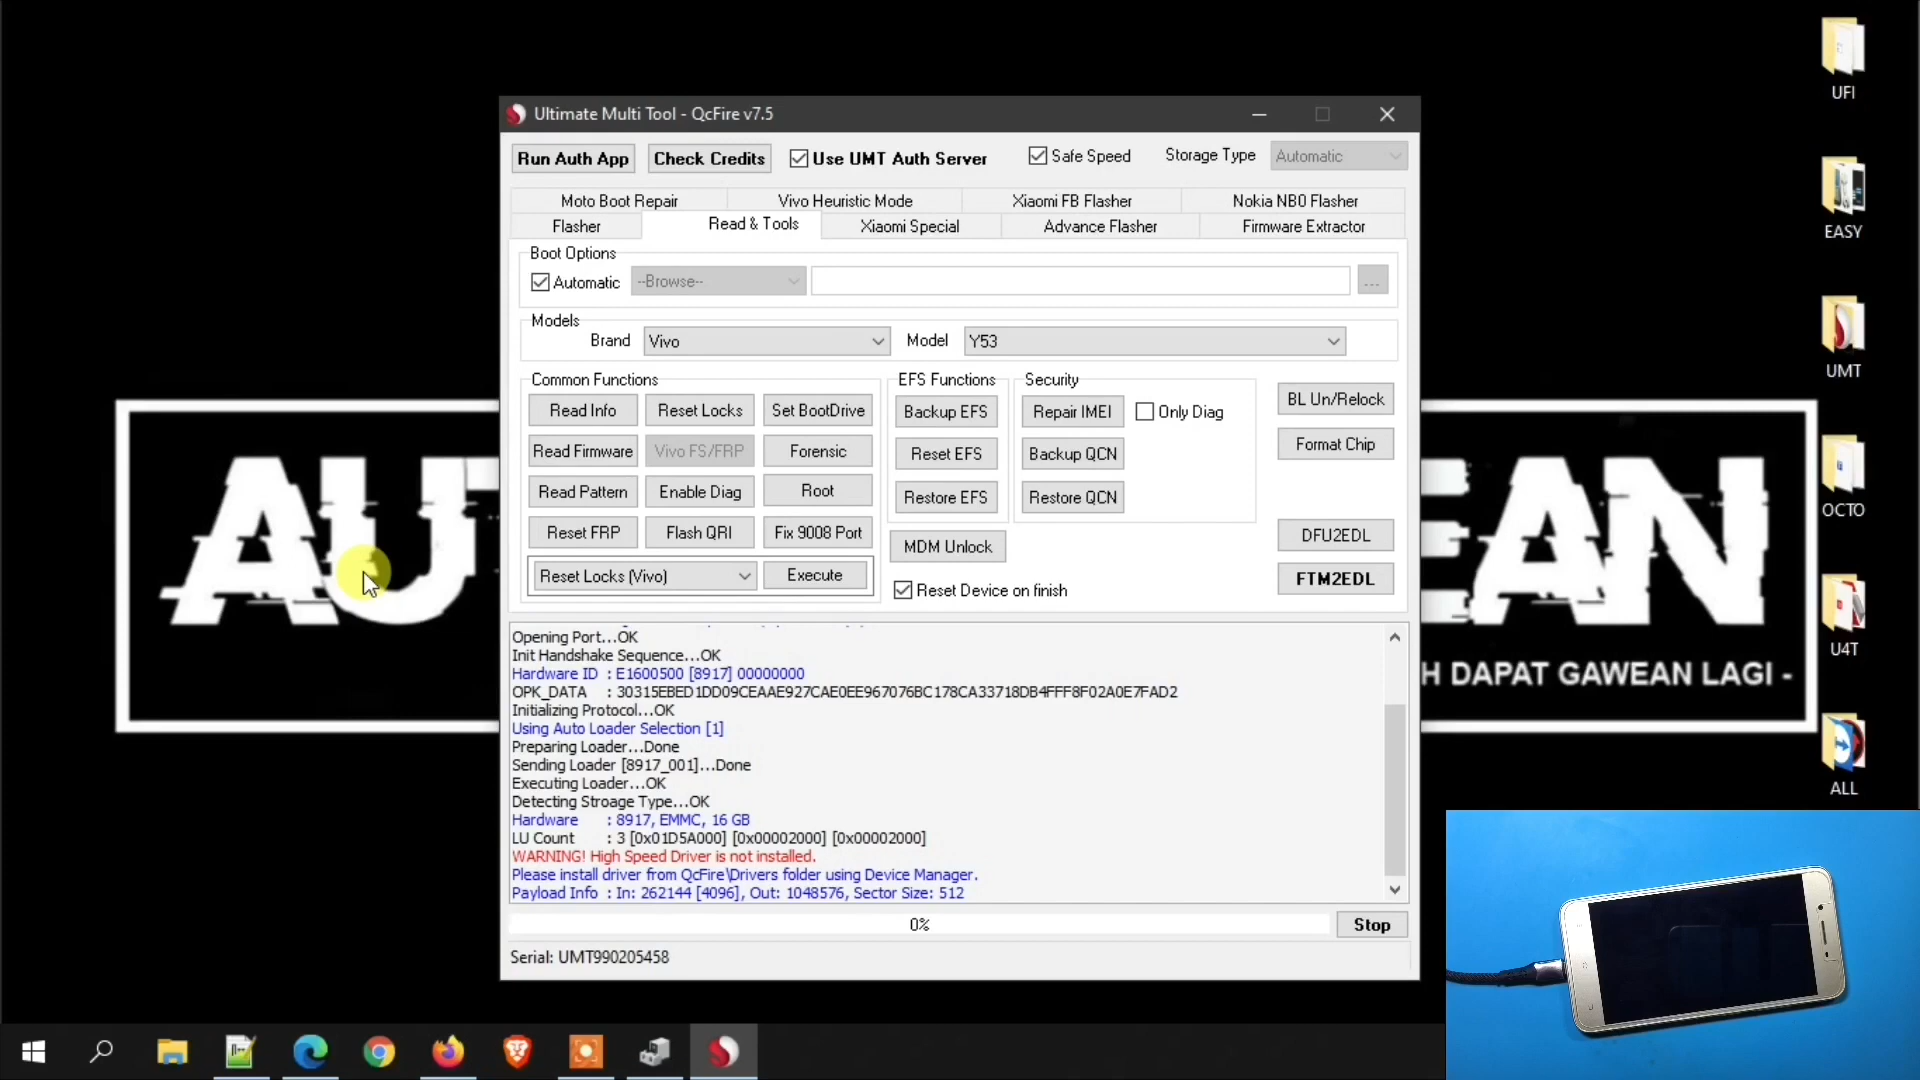 UFI
Ultimate Multi Tool - QcFire v7.5
Run Auth App
Check Credits
Use UMT Auth Server
Safe Speed
Storage Type
Automatic
EASY
Moto Boot Repair
Vivo Heuristic Mode
Xiaomi FB Flasher
Nokia NB0 Flasher
Flasher
Read & Tools
Xiaomi Special
Advance Flasher
Firmware Extractor
Boot Options
Automatic
--Browse--
...
Models
Brand
Vivo
Model
Y53
UMT
Common Functions
EFS Functions
Security
Read Info
Reset Locks
Set BootDrive
Backup EFS
Repair IMEI
Only Diag
BL Un/Relock
Read Firmware
Vivo FS/FRP
Forensic
Reset EFS
Backup QCN
Format Chip
Read Pattern
Enable Diag
Root
Restore EFS
Restore QCN
OCTO
Reset FRP
Flash QRI
Fix 9008 Port
MDM Unlock
DFU2EDL
Reset Locks (Vivo)
Execute
Reset Device on finish
FTM2EDL
Opening Port...OK
Init Handshake Sequence...OK
Hardware ID : E1600500 [8917] 00000000
OPK_DATA : 30315EBED1DD09CEAAE927CAE0EE967076BC178CA33718DB4FFF8F02A0E7FAD2
Initializing Protocol...OK
Using Auto Loader Selection [1]
Preparing Loader...Done
Sending Loader [8917_001]...Done
Executing Loader...OK
Detecting Stroage Type...OK
Hardware : 8917, EMMC, 16 GB
LU Count : 3 [0x01D5A000] [0x00002000] [0x00002000]
WARNING! High Speed Driver is not installed.
Please install driver from QcFire\Drivers folder using Device Manager.
Payload Info : In: 262144 [4096], Out: 1048576, Sector Size: 512
0%
Stop
Serial: UMT990205458
U4T
H DAPAT GAWEAN LAGI -
ALL
AU
EAN